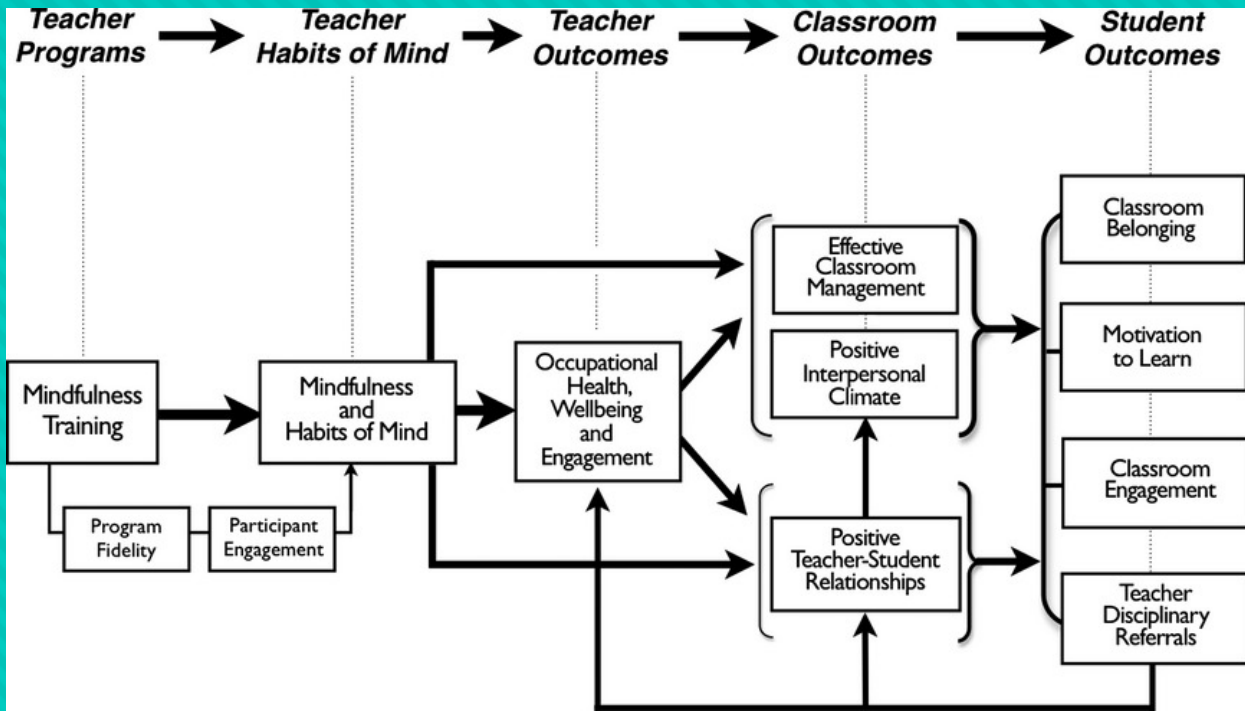 Teacher
Programs
Teacher
Habits of Mind
Teacher
Outcomes
Classroom
Outcomes
Student
Outcomes
Mindfulness
Training
Program
Fidelity
Participant
Engagement
Mindfulness
and
Habits of Mind
Occupational
Health,
Wellbeing
and
Engagement
Effective
Classroom
Management
Positive
Interpersonal
Climate
Positive
Teacher-Student
Relationships
Classroom
Belonging
Motivation
to Learn
Classroom
Engagement
Teacher
Disciplinary
Referrals